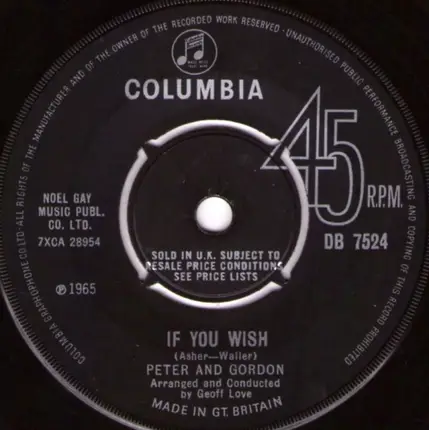 ALL RIGHTS OF THE MANUFACTURER AND OF THE OWNER OF THE RECORDED WORK RESERVED · UNAUTHORISED PUBLIC PERFORMANCE BROADCASTING AND COPYING OF THIS RECORD PROHIBITED
COLUMBIA GRAPHOPHONE CO. LTD.
COLUMBIA
45
R.P.M.
NOEL GAY
MUSIC PUBL.
CO. LTD.
7XCA 28954
DB 7524
SOLD IN U.K. SUBJECT TO
RESALE PRICE CONDITIONS
SEE PRICE LISTS
℗ 1965
IF YOU WISH
(Asher—Waller)
PETER AND GORDON
Arranged and Conducted
by Geoff Love
MADE IN GT. BRITAIN